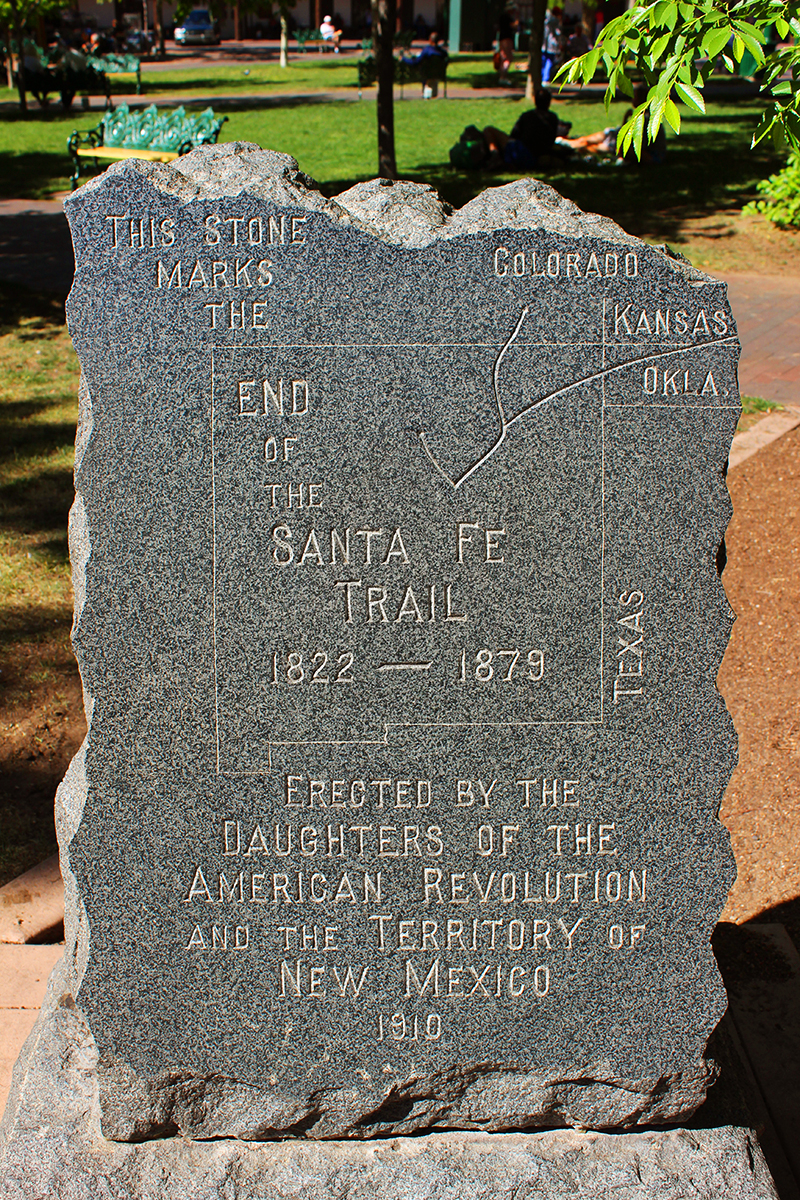 THIS STONE
MARKS
THE
COLORADO
KANSAS
OKLA.
END
OF
THE
SANTA FE
TRAIL
1822 — 1879
TEXAS
ERECTED BY THE
DAUGHTERS OF THE
AMERICAN REVOLUTION
AND THE TERRITORY OF
NEW MEXICO
1910